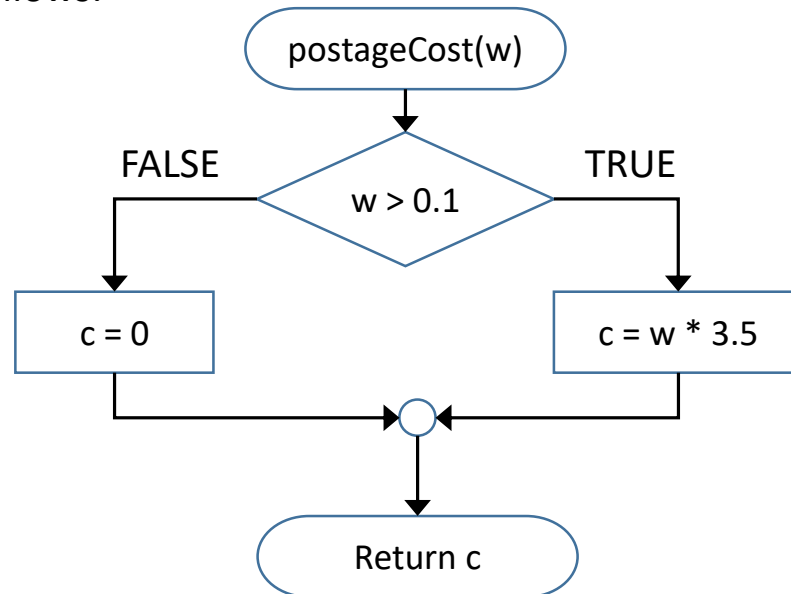 postageCost(w)
FALSE
TRUE
w > 0.1
c = 0
c = w * 3.5
Return c